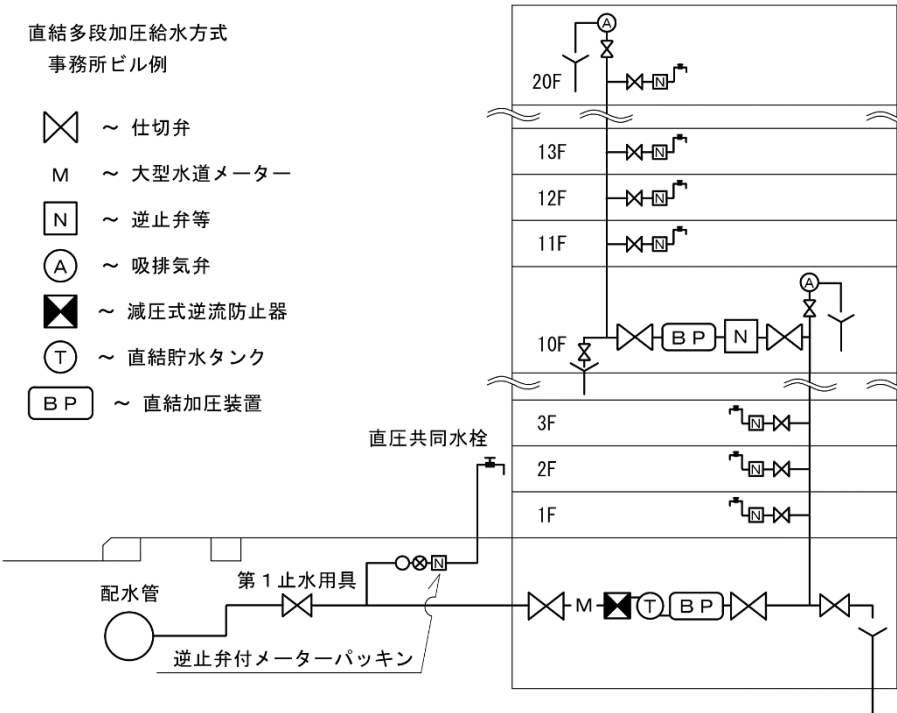 直結多段加圧給水方式
事務所ビル例
～ 仕切弁
M ～ 大型水道メーター
N ～ 逆止弁等
A ～ 吸排気弁
～ 減圧式逆流防止器
T ～ 直結貯水タンク
BP ～ 直結加圧装置
A
20F N
13F N
12F N
11F N
A
10F BP N
3F N
2F N
1F N
直圧共同水栓
N
配水管
第1止水用具
M T BP
逆止弁付メーターパッキン